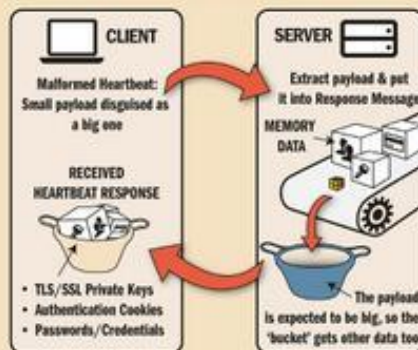 CLIENT
Malformed Heartbeat:
Small payload disguised as
a big one
RECEIVED
HEARTBEAT RESPONSE
• TLS/SSL Private Keys
• Authentication Cookies
• Passwords/Credentials
SERVER
Extract payload & put
it into Response Message
MEMORY
DATA
The payload
is expected to be big, so the
'bucket' gets other data too